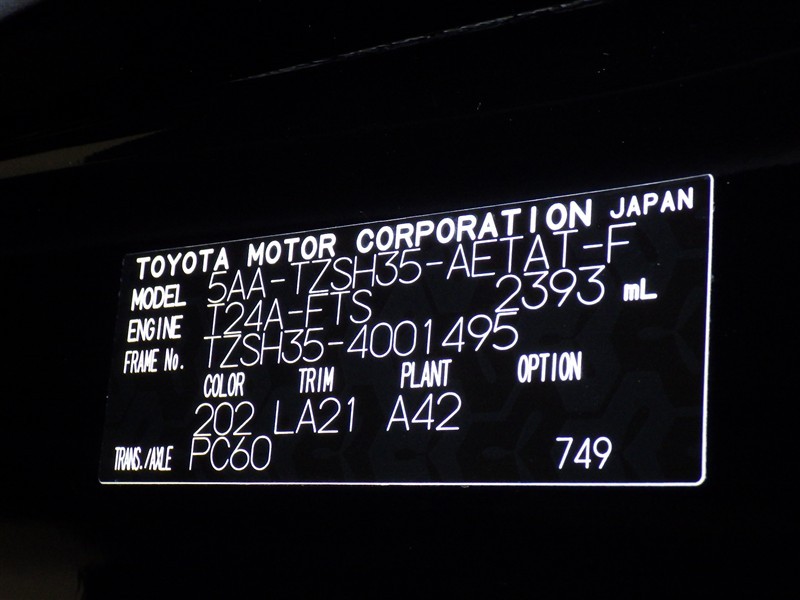 TOYOTA MOTOR CORPORATION JAPAN
MODEL 5AA-TZSH35-AETAT-F
ENGINE T24A-FTS 2393 mL
FRAME No. TZSH35-4001495
COLOR TRIM PLANT OPTION
202 LA21 A42
TRANS./AXLE PC60 749